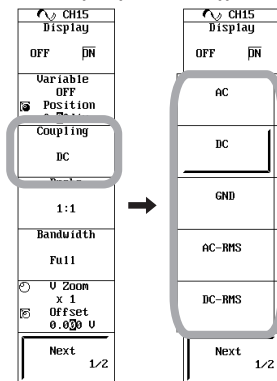 CH15
Display
OFF ON
Variable
OFF
Position
Coupling
DC
1:1
Bandwidth
Full
V Zoom
x 1
Offset
0.000 V
Next
1/2
CH15
Display
OFF ON
AC
DC
GND
AC-RMS
DC-RMS
Next
1/2